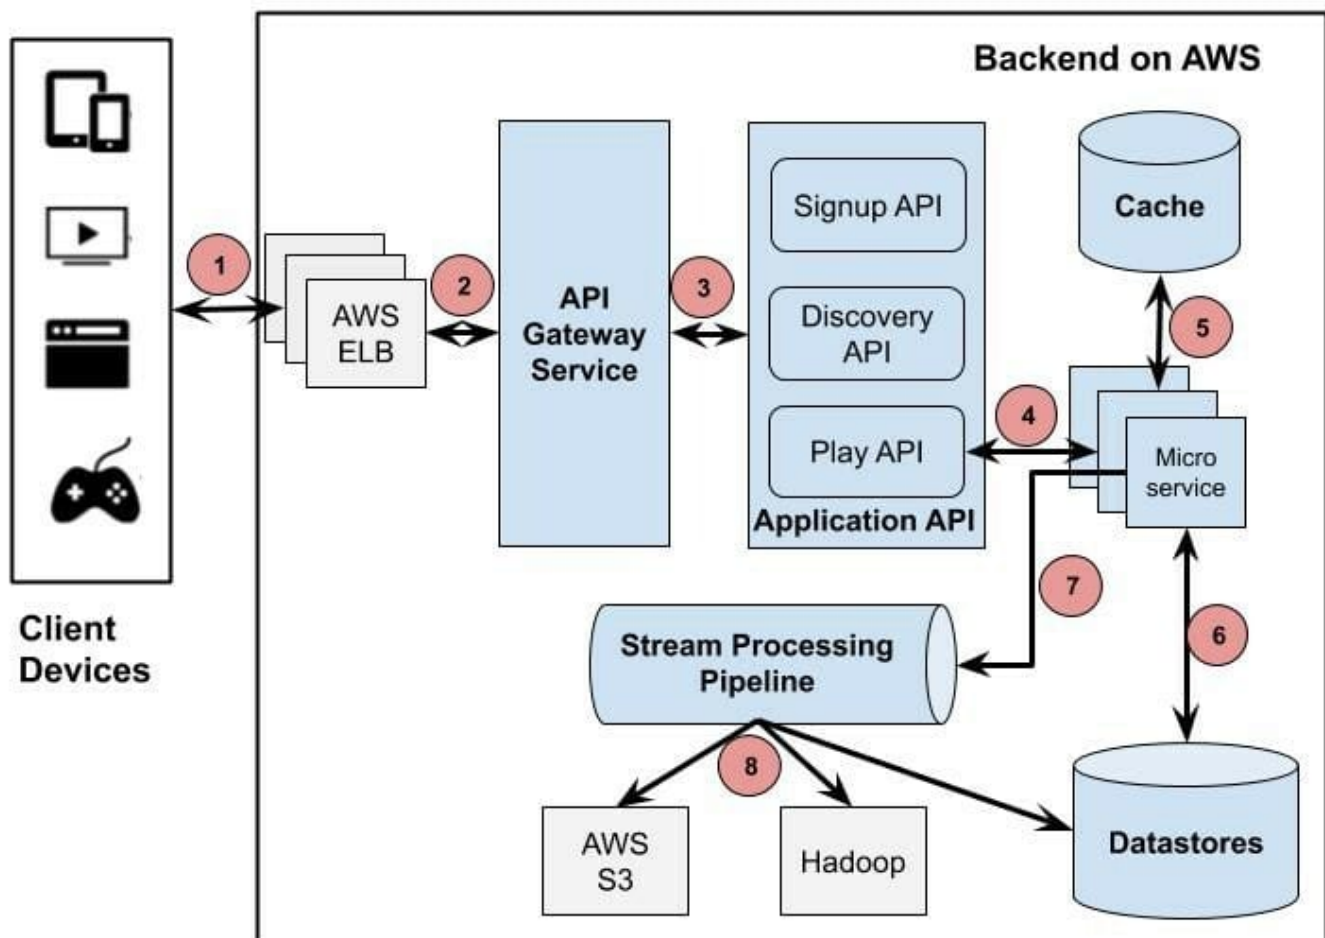 Backend on AWS
Client
Devices
1
AWS
ELB
2
API
Gateway
Service
3
Signup API
Discovery
API
Play API
Application API
4
Cache
5
Micro
service
6
7
Stream Processing
Pipeline
8
AWS
S3
Hadoop
Datastores